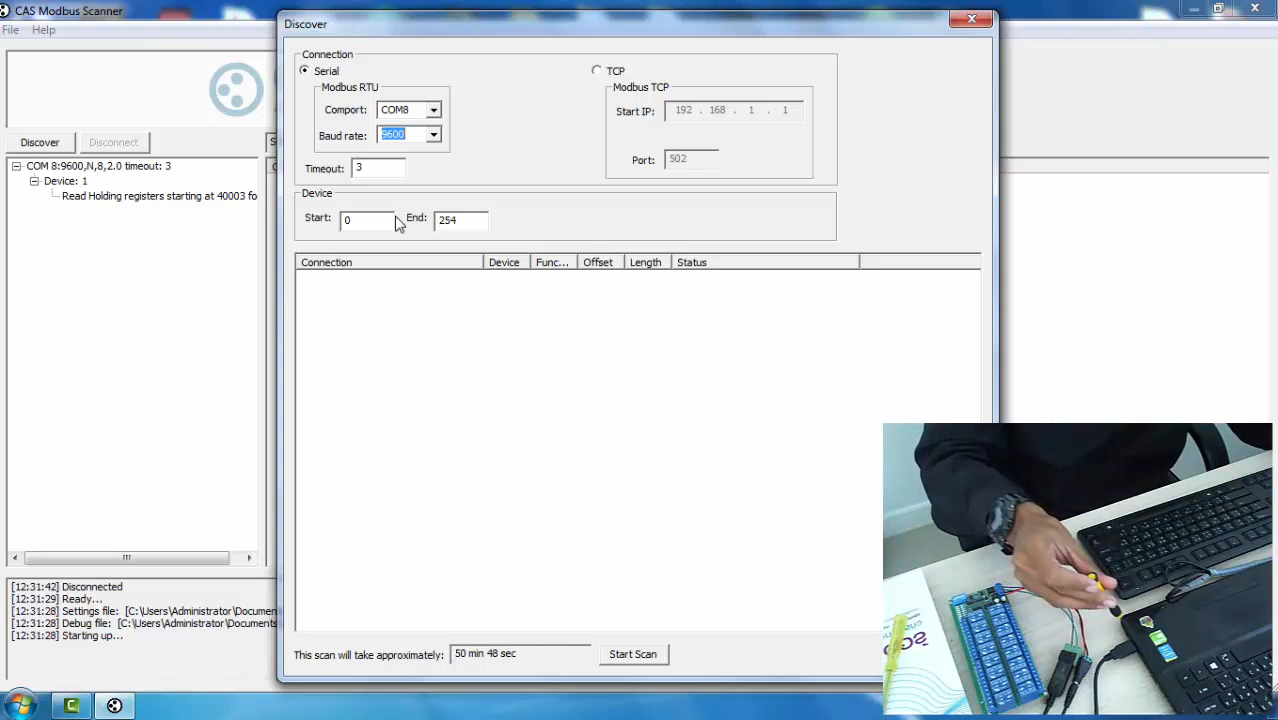 CAS Modbus Scanner
File Help
Discover
Connection
Serial
TCP
Modbus RTU
Modbus TCP
Comport: COM8
Start IP: 192 . 168 . 1 . 1
Baud rate: 9600
Port: 502
Timeout: 3
Device
Start: 0 End: 254
Connection Device Func... Offset Length Status
This scan will take approximately: 50 min 48 sec Start Scan
Discover Disconnect
COM 8:9600,N,8,2.0 timeout: 3
Device: 1
Read Holding registers starting at 40003 fo
[12:31:42] Disconnected
[12:31:29] Ready...
[12:31:28] Settings file: [C:\Users\Administrator\Documen
[12:31:28] Debug file: [C:\Users\Administrator\Documents
[12:31:28] Starting up...